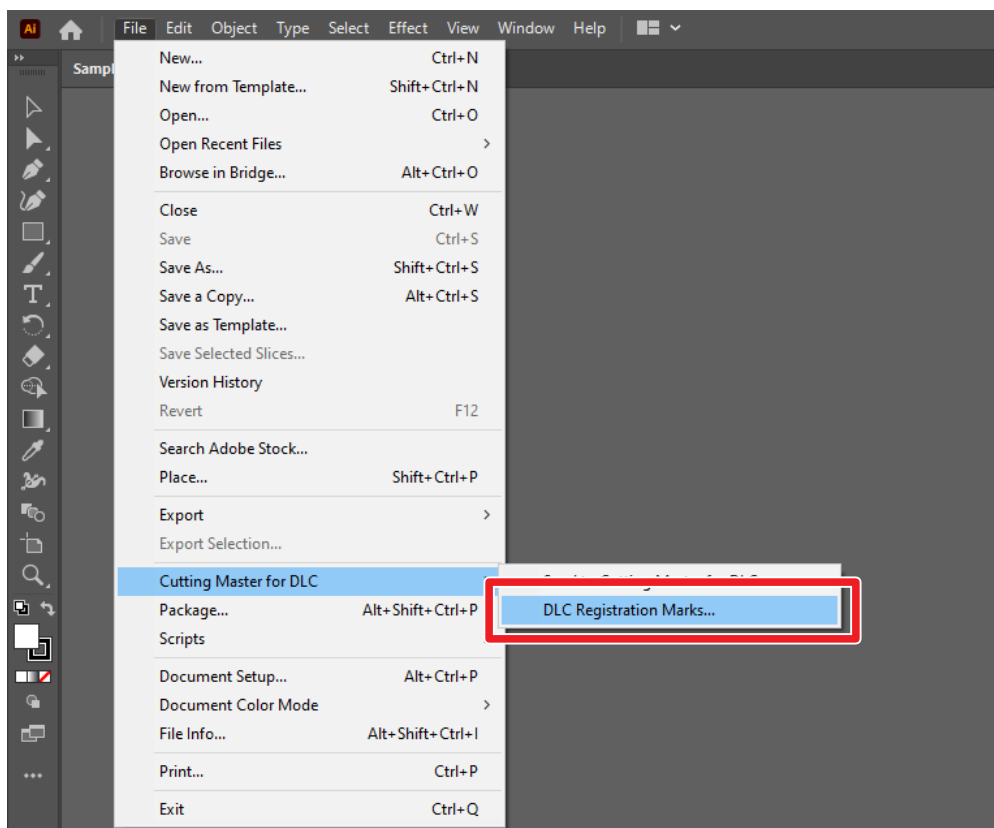 Ai File Edit Object Type Select Effect View Window Help
Sampl
New... Ctrl+N
New from Template... Shift+Ctrl+N
Open... Ctrl+O
Open Recent Files
Browse in Bridge... Alt+Ctrl+O
Close Ctrl+W
Save Ctrl+S
Save As... Shift+Ctrl+S
Save a Copy... Alt+Ctrl+S
Save as Template...
Save Selected Slices...
Version History
Revert F12
Search Adobe Stock...
Place... Shift+Ctrl+P
Export
Export Selection...
Cutting Master for DLC
DLC Registration Marks...
Package... Alt+Shift+Ctrl+P
Scripts
Document Setup... Alt+Ctrl+P
Document Color Mode
File Info... Alt+Shift+Ctrl+I
Print... Ctrl+P
Exit Ctrl+Q